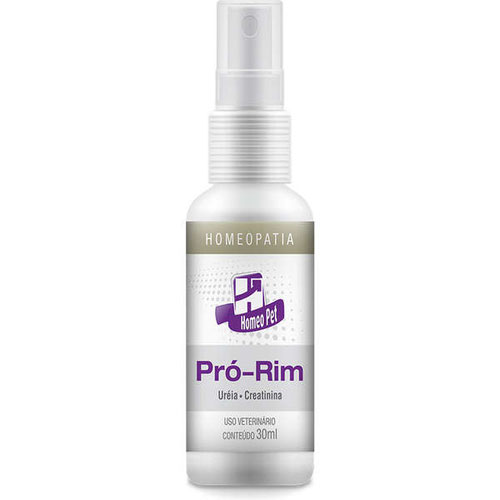 HOMEOPATIA
Homeo Pet
Pró-Rim
Uréia • Creatinina
USO VETERINÁRIO
CONTEÚDO 30ml